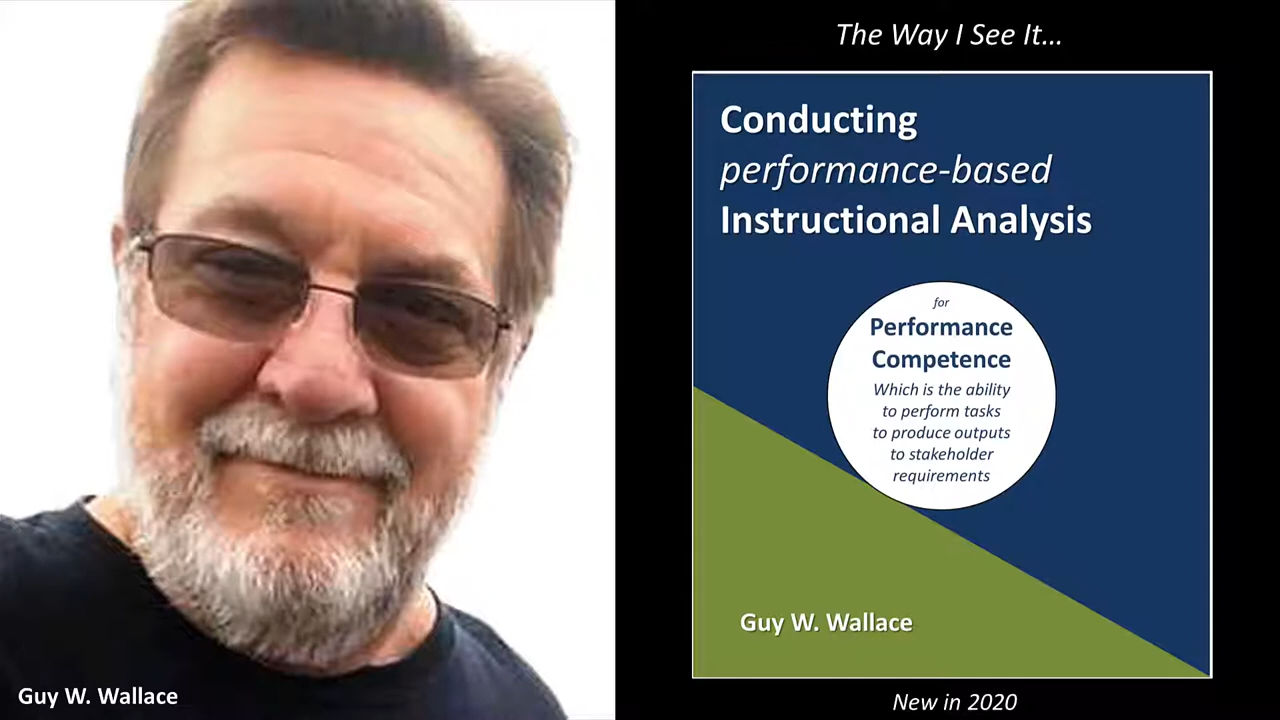 The Way I See It...
Conducting
performance-based
Instructional Analysis
for
Performance
Competence
Which is the ability
to perform tasks
to produce outputs
to stakeholder
requirements
Guy W. Wallace
Guy W. Wallace
New in 2020